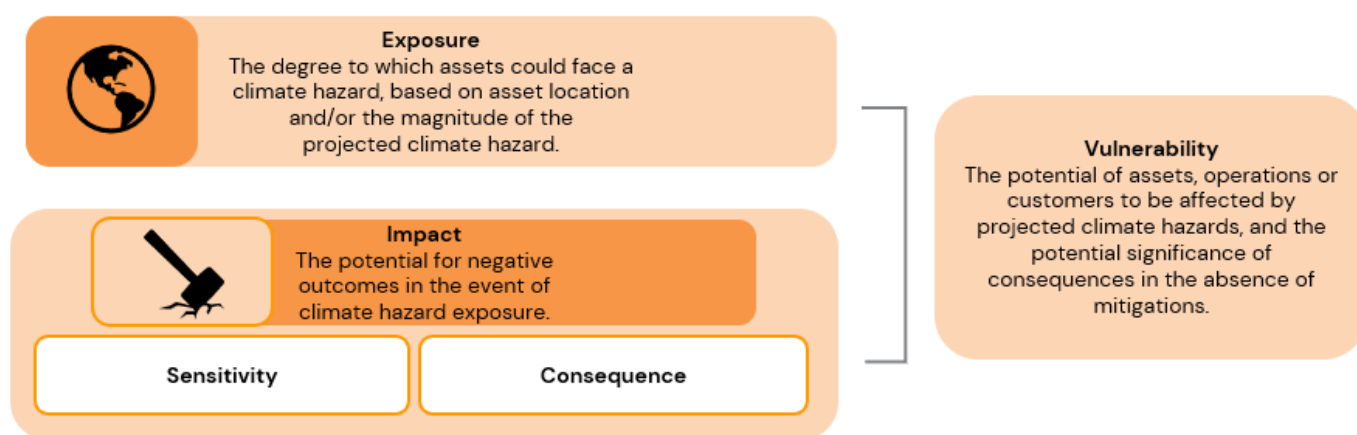 Exposure
The degree to which assets could face a
climate hazard, based on asset location
and/or the magnitude of the
projected climate hazard.
Impact
The potential for negative
outcomes in the event of
climate hazard exposure.
Sensitivity
Consequence
Vulnerability
The potential of assets, operations or
customers to be affected by
projected climate hazards, and the
potential significance of
consequences in the absence of
mitigations.